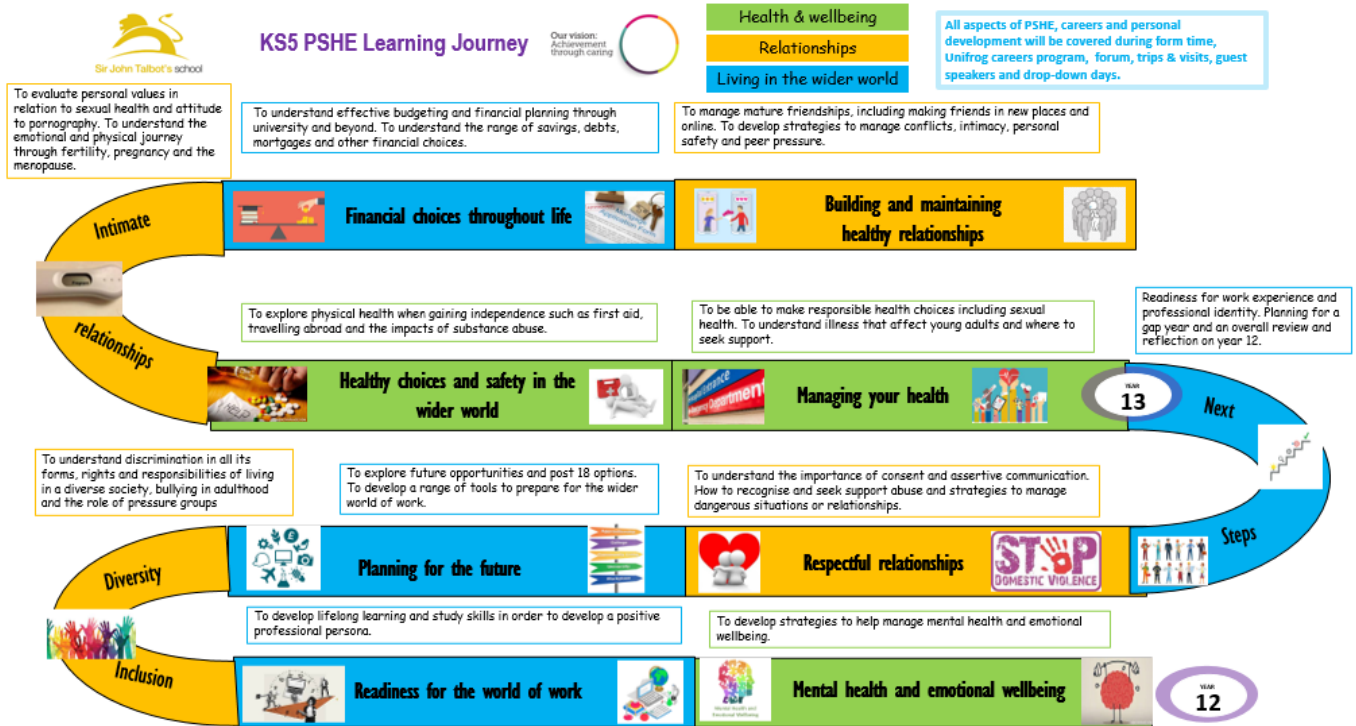 Sir John Talbot's school
KS5 PSHE Learning Journey
Our vision:
Achievement
through caring
Health & wellbeing
Relationships
Living in the wider world
All aspects of PSHE, careers and personal
development will be covered during form time,
Unifrog careers program, forum, trips & visits, guest
speakers and drop-down days.
To evaluate personal values in
relation to sexual health and attitude
to pornography. To understand the
emotional and physical journey
through fertility, pregnancy and the
menopause.
To understand effective budgeting and financial planning through
university and beyond. To understand the range of savings, debts,
mortgages and other financial choices.
To manage mature friendships, including making friends in new places and
online. To develop strategies to manage conflicts, intimacy, personal
safety and peer pressure.
Intimate
relationships
Financial choices throughout life
Application Form
Building and maintaining
healthy relationships
To explore physical health when gaining independence such as first aid,
travelling abroad and the impacts of substance abuse.
To be able to make responsible health choices including sexual
health. To understand illness that affect young adults and where to
seek support.
Readiness for work experience and
professional identity. Planning for a
gap year and an overall review and
reflection on year 12.
HELP
Healthy choices and safety in the
wider world
Entrance
Department
Managing your health
YEAR
13
Next
Steps
To understand discrimination in all its
forms, rights and responsibilities of living
in a diverse society, bullying in adulthood
and the role of pressure groups
To explore future opportunities and post 18 options.
To develop a range of tools to prepare for the wider
world of work.
To understand the importance of consent and assertive communication.
How to recognise and seek support abuse and strategies to manage
dangerous situations or relationships.
Diversity
Inclusion
Planning for the future
Respectful relationships
STOP
DOMESTIC VIOLENCE
To develop lifelong learning and study skills in order to develop a positive
professional persona.
To develop strategies to help manage mental health and emotional
wellbeing.
Readiness for the world of work
Mental Health and
Emotional Wellbeing
Mental health and emotional wellbeing
YEAR
12